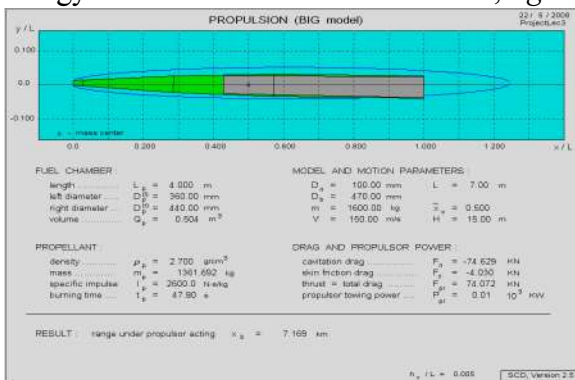 PROPULSION (BIG model)
22/ 5 / 2008
ProjectLec3
y / L
0.100
0.0
-0.100
= mass center
0.0 0.200 0.400 0.600 0.800 1.000 1.200 x / L
FUEL CHAMBER :
length L p = 4.000 m
left diameter D p = 360.00 mm
right diameter D p = 440.00 mm
volume Q p = 0.504 m³
MODEL AND MOTION PARAMETERS :
D n = 100.00 mm L = 7.00 m
D = 470.00 mm
m = 1600.00 kg x = 0.500
V = 150.00 m/s H = 15.00 m
PROPELLANT :
density ρ p = 2.700 gr/sm³
mass m p = 1361.692 kg
specific impulse I p = 2600.0 N·s/kg
burning time t p = 47.90 s
DRAG AND PROPULSOR POWER :
cavitation drag F = -74.629 KN
skin friction drag F = -4.030 KN
thrust = total drag F pr = 74.072 KN
propulsor towing power P pr = 0.01 10³ KW
RESULT : range under propulsor acting x = 7.169 km
/ L = 0.005
SCD, Version 2.5